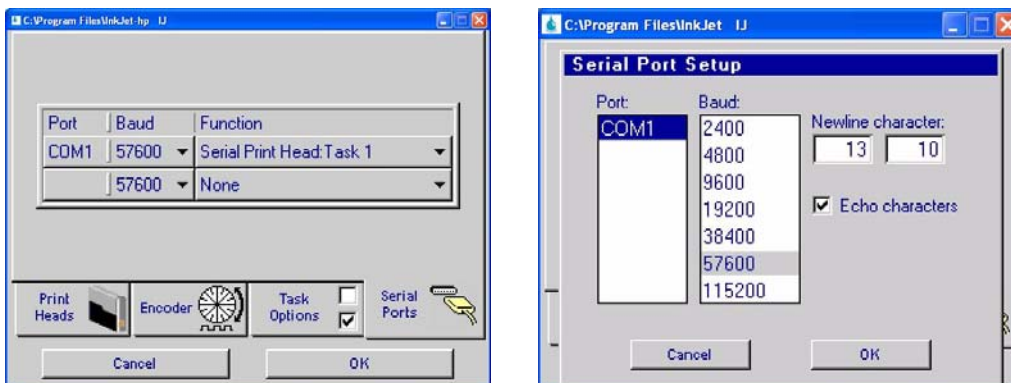 C:\Program Files\InkJet-hp IJ
Port Baud Function
COM1 57600 Serial Print Head:Task 1
57600 None
Print Heads
Encoder
Task Options
Serial Ports
Cancel OK
C:\Program Files\InkJet IJ
Serial Port Setup
Port:
COM1
Baud:
2400
4800
9600
19200
38400
57600
115200
Newline character:
13 10
Echo characters
Cancel OK